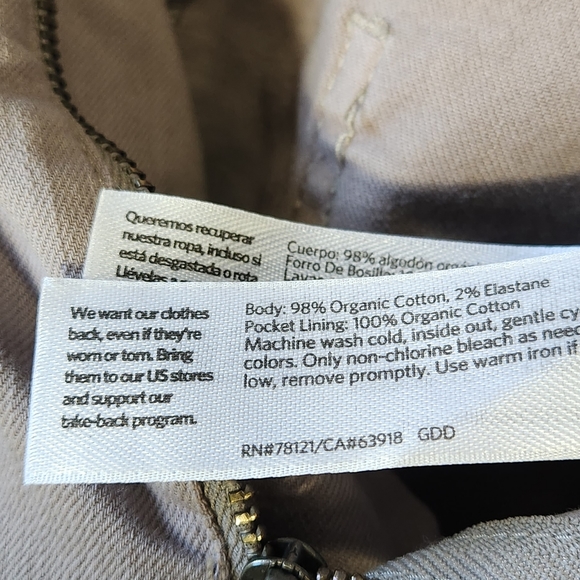 Queremos recuperar
nuestra ropa, incluso si
está desgastada o rota
Llévelas a
Cuerpo: 98% algodón
Forro De Bolsillo:
We want our clothes
back, even if they're
worn or torn. Bring
them to our US stores
and support our
take-back program.
Body: 98% Organic Cotton, 2% Elastane
Pocket Lining: 100% Organic Cotton
Machine wash cold, inside out, gentle cy
colors. Only non-chlorine bleach as need
low, remove promptly. Use warm iron if
RN#78121/CA#63918 GDD